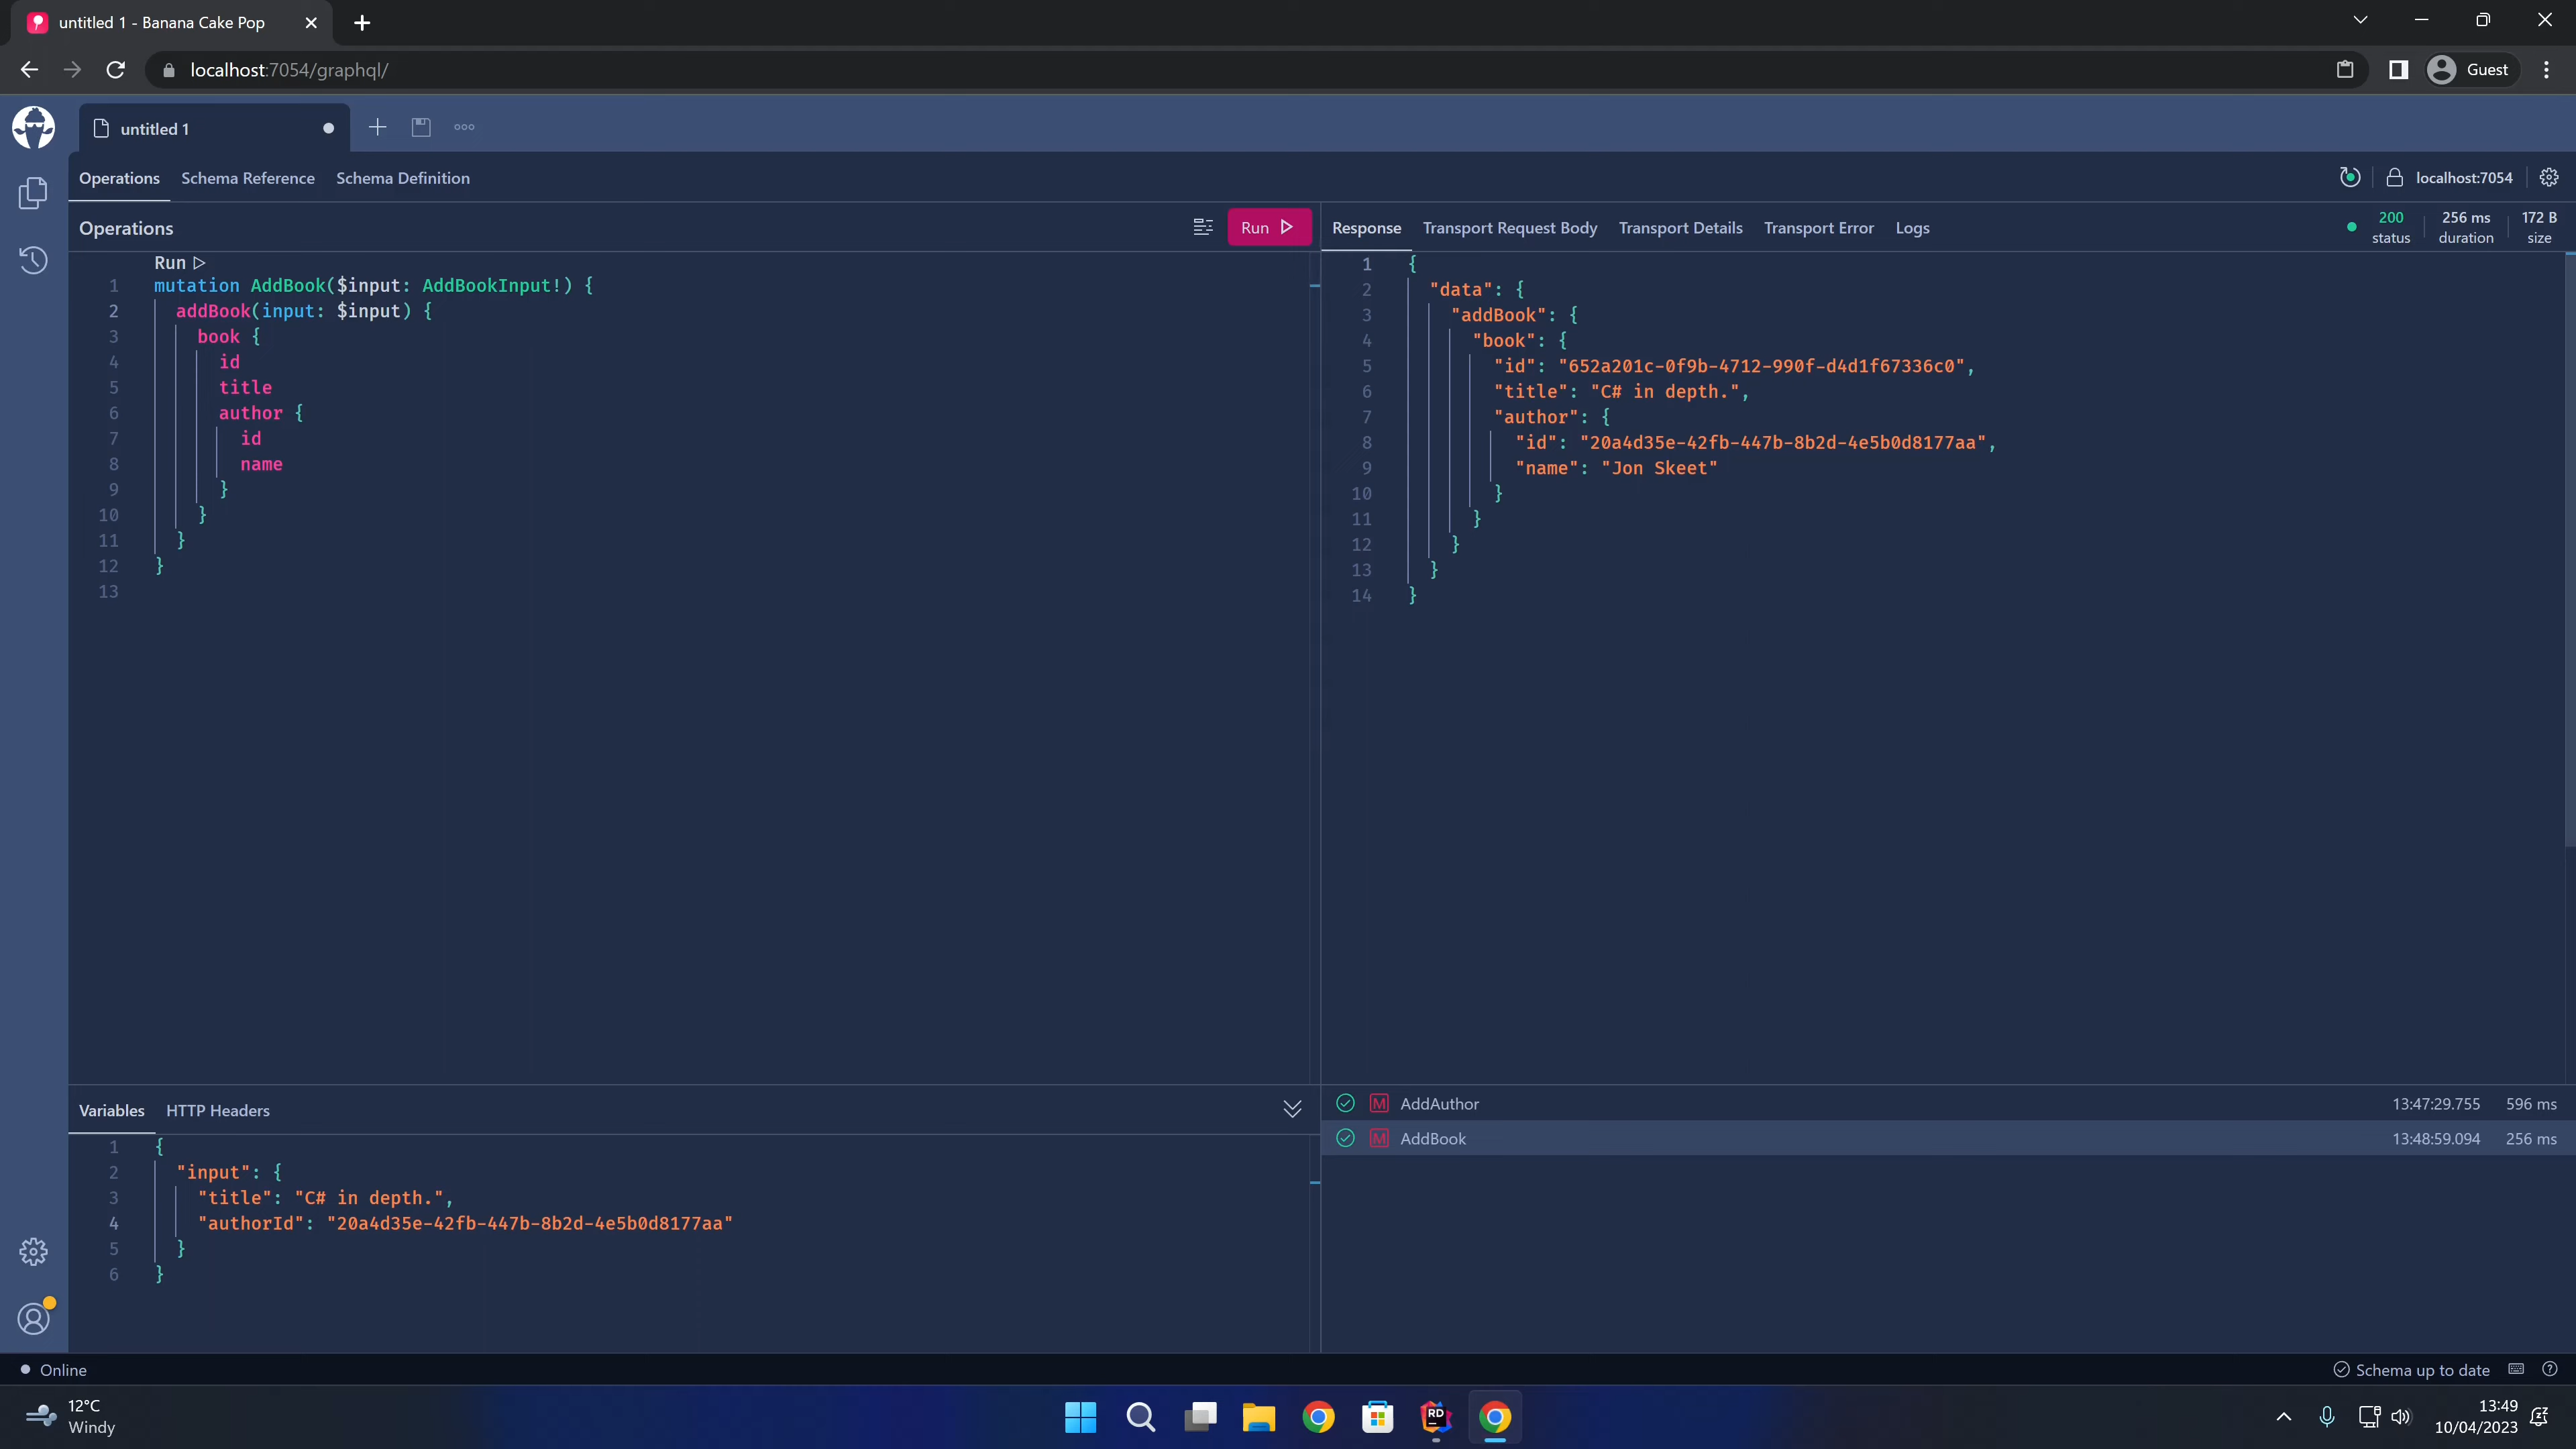 untitled 1 - Banana Cake Pop
localhost:7054/graphql/
Guest
untitled 1
Operations Schema Reference Schema Definition
localhost:7054
Operations
Run
Response Transport Request Body Transport Details Transport Error Logs
200 status
256 ms duration
172 B size
Run
1 mutation AddBook($input: AddBookInput!) {
2 addBook(input: $input) {
3 book {
4 id
5 title
6 author {
7 id
8 name
9 }
10 }
11 }
12 }
13
1 {
2 "data": {
3 "addBook": {
4 "book": {
5 "id": "652a201c-0f9b-4712-990f-d4d1f67336c0",
6 "title": "C# in depth.",
7 "author": {
8 "id": "20a4d35e-42fb-447b-8b2d-4e5b0d8177aa",
9 "name": "Jon Skeet"
10 }
11 }
12 }
13 }
14 }
Variables HTTP Headers
1 {
2 "input": {
3 "title": "C# in depth.",
4 "authorId": "20a4d35e-42fb-447b-8b2d-4e5b0d8177aa"
5 }
6 }
M AddAuthor 13:47:29.755 596 ms
M AddBook 13:48:59.094 256 ms
Online
Schema up to date
12°C
Windy
RD
13:49
10/04/2023